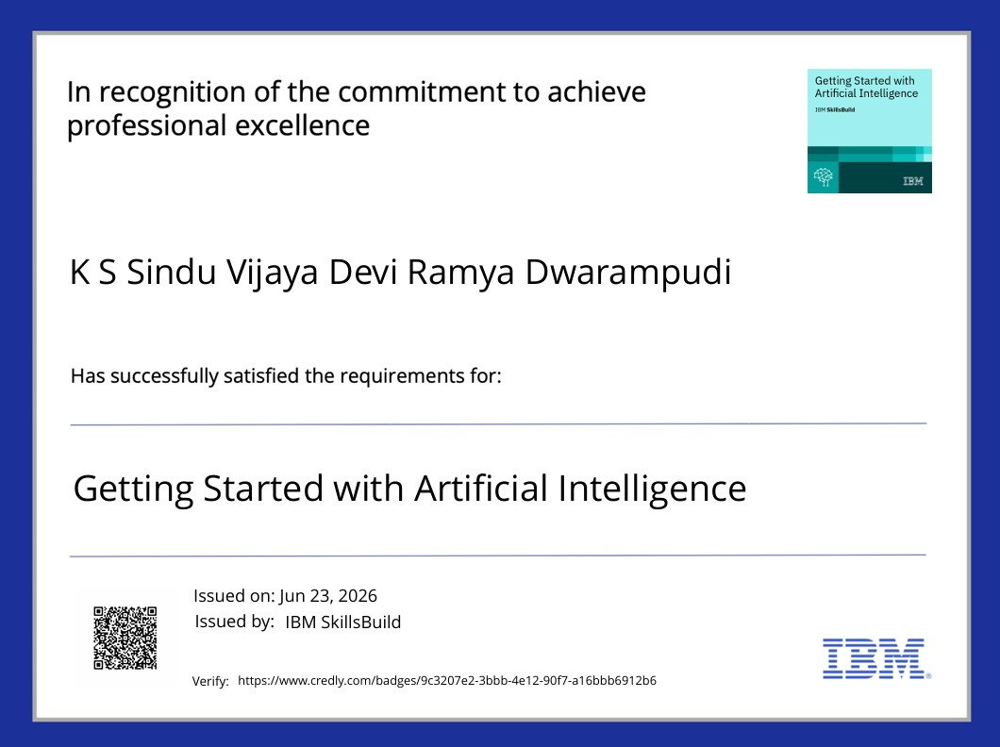 In recognition of the commitment to achieve
professional excellence
Getting Started with
Artificial Intelligence
IBM SkillsBuild
IBM
K S Sindu Vijaya Devi Ramya Dwarampudi
Has successfully satisfied the requirements for:
Getting Started with Artificial Intelligence
Issued on: Jun 23, 2026
Issued by: IBM SkillsBuild
Verify: https://www.credly.com/badges/9c3207e2-3bbb-4e12-90f7-a16bbb6912b6
IBM®